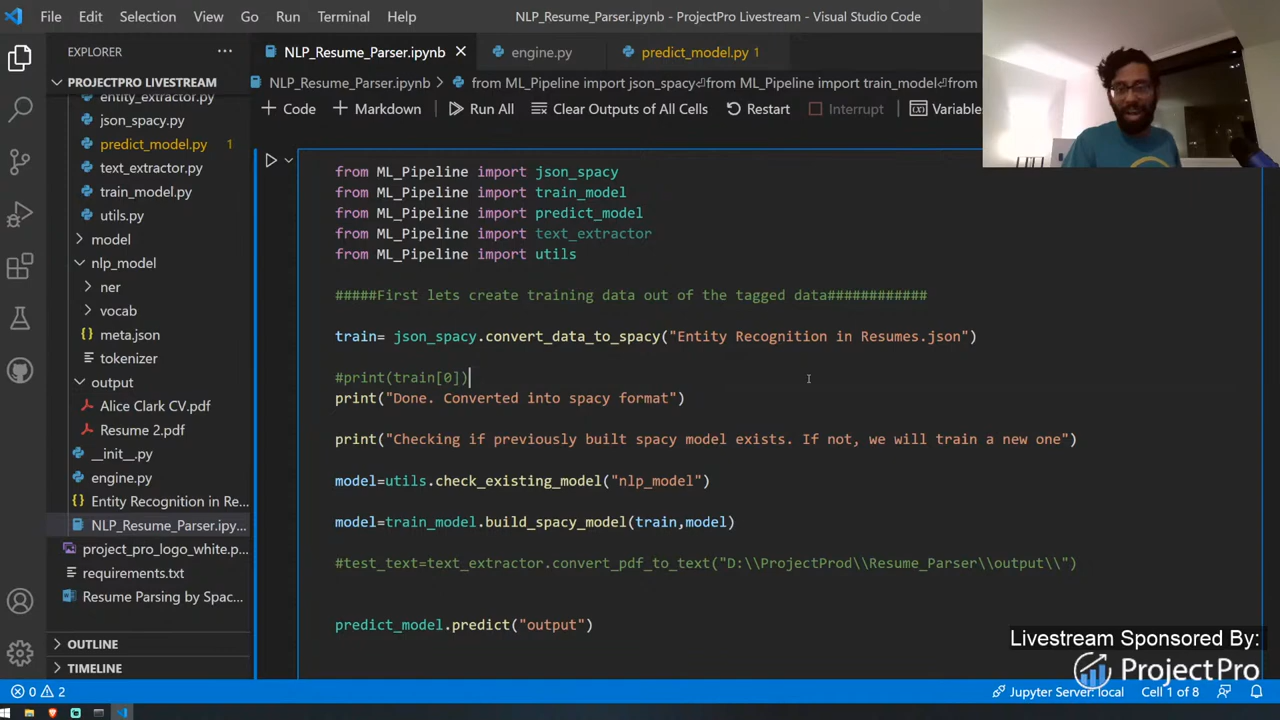 File Edit Selection View Go Run Terminal Help
NLP_Resume_Parser.ipynb - ProjectPro Livestream - Visual Studio Code
EXPLORER ...
NLP_Resume_Parser.ipynb
engine.py
predict_model.py 1
PROJECTPRO LIVESTREAM
NLP_Resume_Parser.ipynb > from ML_Pipeline import json_spacy⏎from ML_Pipeline import train_model⏎from
+ Code + Markdown Run All Clear Outputs of All Cells Restart Interrupt Variable
entity_extractor.py
json_spacy.py
predict_model.py 1
text_extractor.py
train_model.py
utils.py
model
nlp_model
ner
vocab
meta.json
tokenizer
output
Alice Clark CV.pdf
Resume 2.pdf
__init__.py
engine.py
Entity Recognition in Re...
NLP_Resume_Parser.ipy...
project_pro_logo_white.p...
requirements.txt
Resume Parsing by Spac...
OUTLINE
TIMELINE
from ML_Pipeline import json_spacy
from ML_Pipeline import train_model
from ML_Pipeline import predict_model
from ML_Pipeline import text_extractor
from ML_Pipeline import utils
#####First lets create training data out of the tagged data############
train= json_spacy.convert_data_to_spacy("Entity Recognition in Resumes.json")
#print(train[0])
print("Done. Converted into spacy format")
print("Checking if previously built spacy model exists. If not, we will train a new one")
model=utils.check_existing_model("nlp_model")
model=train_model.build_spacy_model(train,model)
#test_text=text_extractor.convert_pdf_to_text("D:\\ProjectProd\\Resume_Parser\\output\\")
predict_model.predict("output")
Livestream Sponsored By:
ProjectPro
0 2
Jupyter Server: local Cell 1 of 8